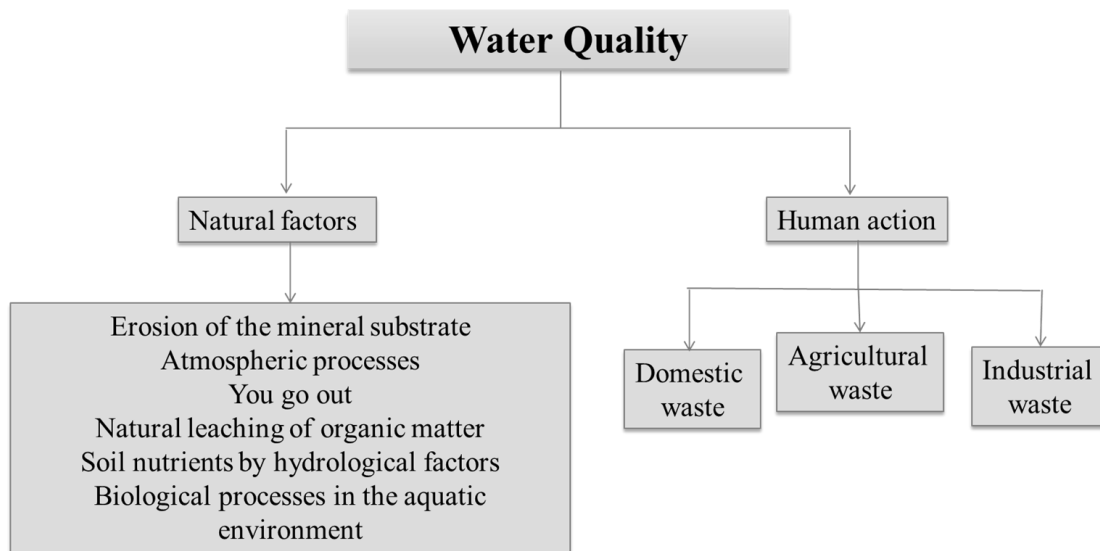 Water Quality
Natural factors
Human action
Erosion of the mineral substrate
Atmospheric processes
You go out
Natural leaching of organic matter
Soil nutrients by hydrological factors
Biological processes in the aquatic
environment
Domestic
waste
Agricultural
waste
Industrial
waste